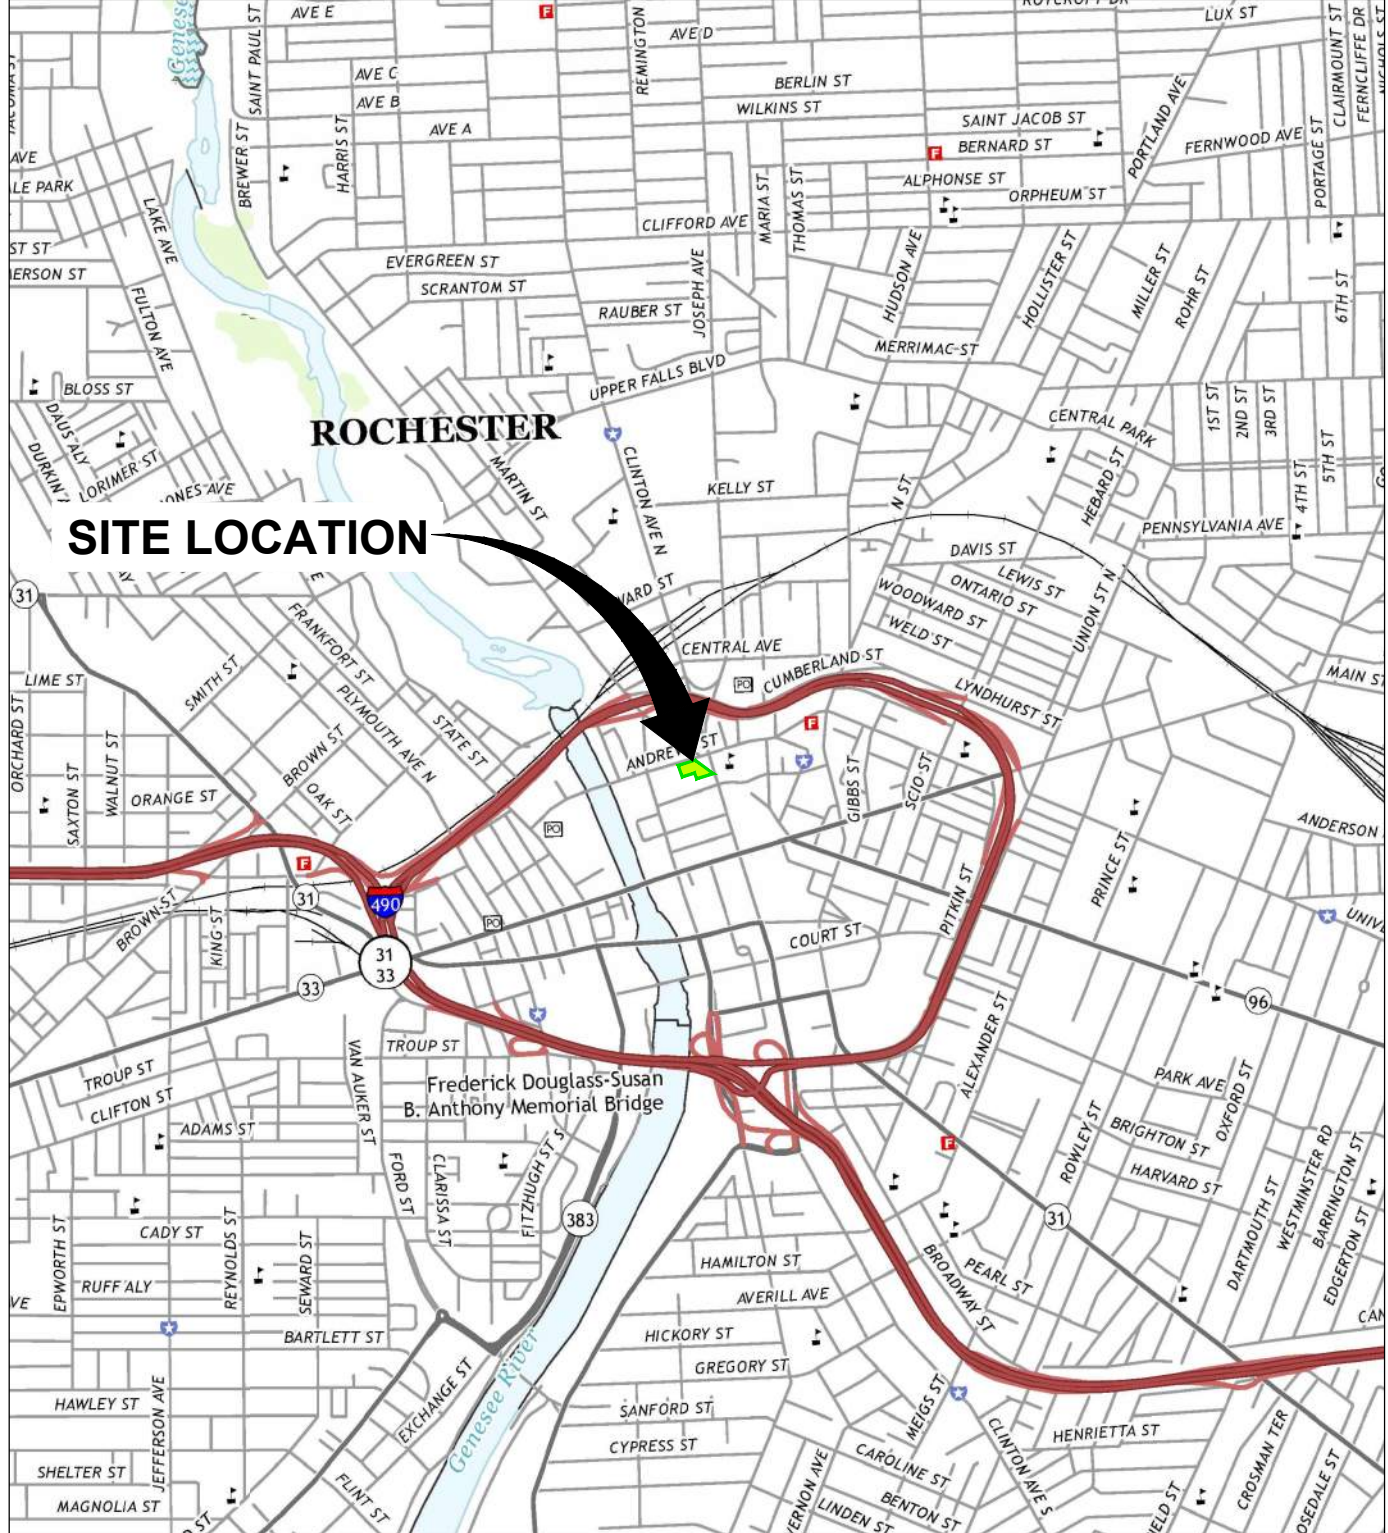 AVE E
SAINT PAUL ST
REMINGTON
AVE D
LUX ST
CLAIRMOUNT ST
FERNCLIFFE DR
AVE C
AVE B
AVE A
BERLIN ST
WILKINS ST
SAINT JACOB ST
BERNARD ST
PORTLAND AVE
FERNWOOD AVE
PORTAGE ST
BREWER ST
HARRIS ST
AVE
LE PARK
LAKE AVE
MARIA ST
THOMAS ST
ALPHONSE ST
ORPHEUM ST
CLIFFORD AVE
ST ST
ERSON ST
EVERGREEN ST
SCRANTOM ST
RAUBER ST
JOSEPH AVE
HUDSON AVE
HOLLISTER ST
MILLER ST
ROHR ST
6TH ST
FULTON AVE
MERRIMAC ST
BLOSS ST
UPPER FALLS BLVD
DAUS ALY
DURKIN
LORIMER ST
JONES AVE
ROCHESTER
MARTIN ST
CLINTON AVE N
KELLY ST
N ST
CENTRAL PARK
1ST ST
2ND ST
3RD ST
4TH ST
5TH ST
HEBARD ST
PENNSYLVANIA AVE
SITE LOCATION
31
DAVIS ST
LEWIS ST
ONTARIO ST
WOODWARD ST
WELD ST
UNION ST N
WARD ST
CENTRAL AVE
CUMBERLAND ST
PO
LYNDHURST ST
MAIN ST
FRANKFORT ST
SMITH ST
PLYMOUTH AVE N
STATE ST
LIME ST
ORCHARD ST
SAXTON ST
WALNUT ST
ORANGE ST
BROWN ST
OAK ST
F
ANDREWS ST
GIBBS ST
SCIO ST
PRINCE ST
ANDERSON
PO
F
490
31
31
33
33
PO
BROWN ST
KING ST
COURT ST
PITKIN ST
UNIV
96
ALEXANDER ST
TROUP ST
TROUP ST
CLIFTON ST
VAN AUKER ST
Frederick Douglass-Susan
B. Anthony Memorial Bridge
ADAMS ST
FORD ST
CLARISSA ST
FITZHUGH ST S
383
F
PARK AVE
BRIGHTON ST
HARVARD ST
OXFORD ST
ROWLEY ST
31
DARTMOUTH ST
WESTMINSTER RD
BARRINGTON ST
EDGERTON ST
CADY ST
EPWORTH ST
RUFF ALY
REYNOLDS ST
SEWARD ST
BARTLETT ST
HAMILTON ST
AVERILL AVE
BROADWAY ST
PEARL ST
HICKORY ST
GREGORY ST
VE
HAWLEY ST
JEFFERSON AVE
EXCHANGE ST
Genesee River
SANFORD ST
CYPRESS ST
MEIGS ST
CLINTON AVE S
HENRIETTA ST
SHELTER ST
MAGNOLIA ST
FLINT ST
CAROLINE ST
BENTON ST
LINDEN ST
VERNON AVE
CROSMAN TER